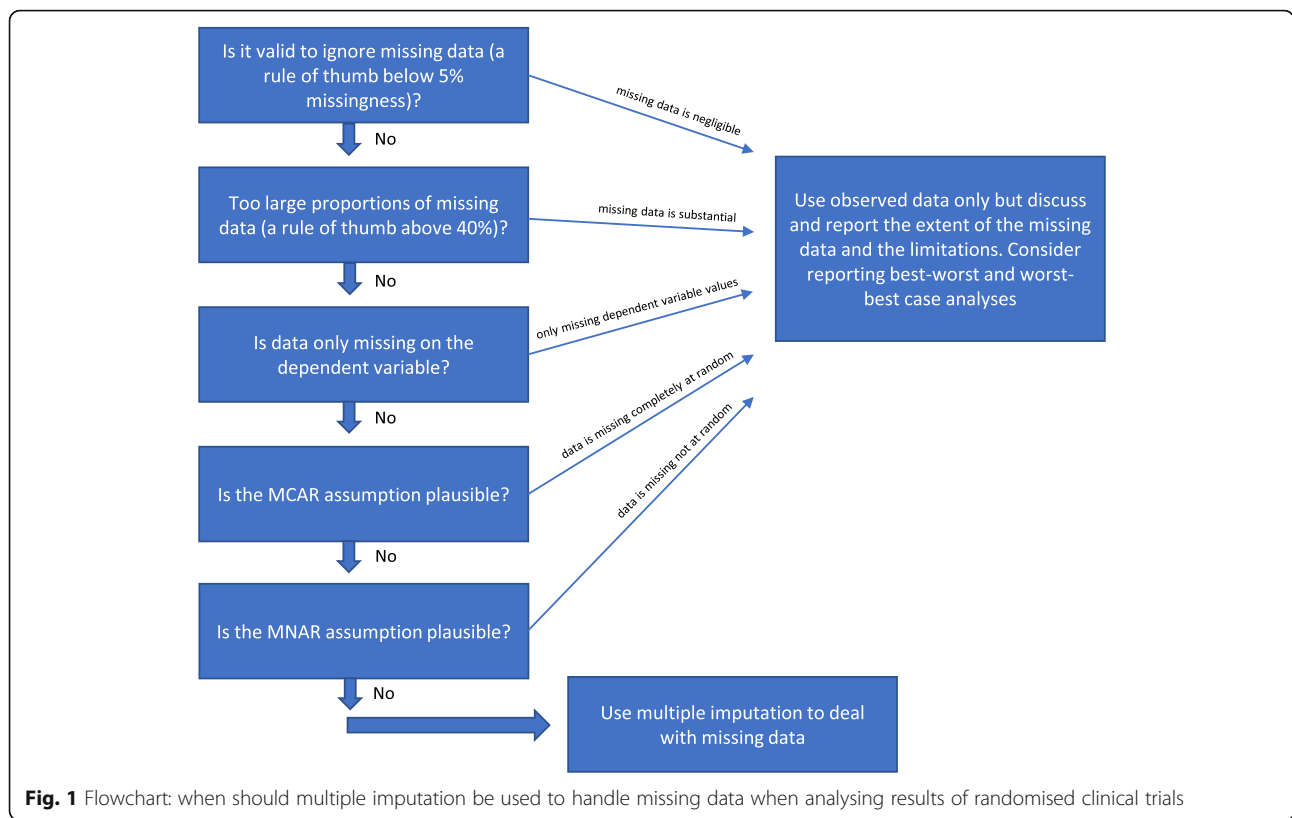 Is it valid to ignore missing data (a
rule of thumb below 5%
missingness)?
missing data is negligible
No
Too large proportions of missing
data (a rule of thumb above 40%)?
missing data is substantial
Use observed data only but discuss
and report the extent of the missing
data and the limitations. Consider
reporting best-worst and worst-
best case analyses
No
Is data only missing on the
dependent variable?
only missing dependent variable values
No
Is the MCAR assumption plausible?
data is missing completely at random
No
Is the MNAR assumption plausible?
data is missing not at random
No
Use multiple imputation to deal
with missing data
Fig. 1 Flowchart: when should multiple imputation be used to handle missing data when analysing results of randomised clinical trials